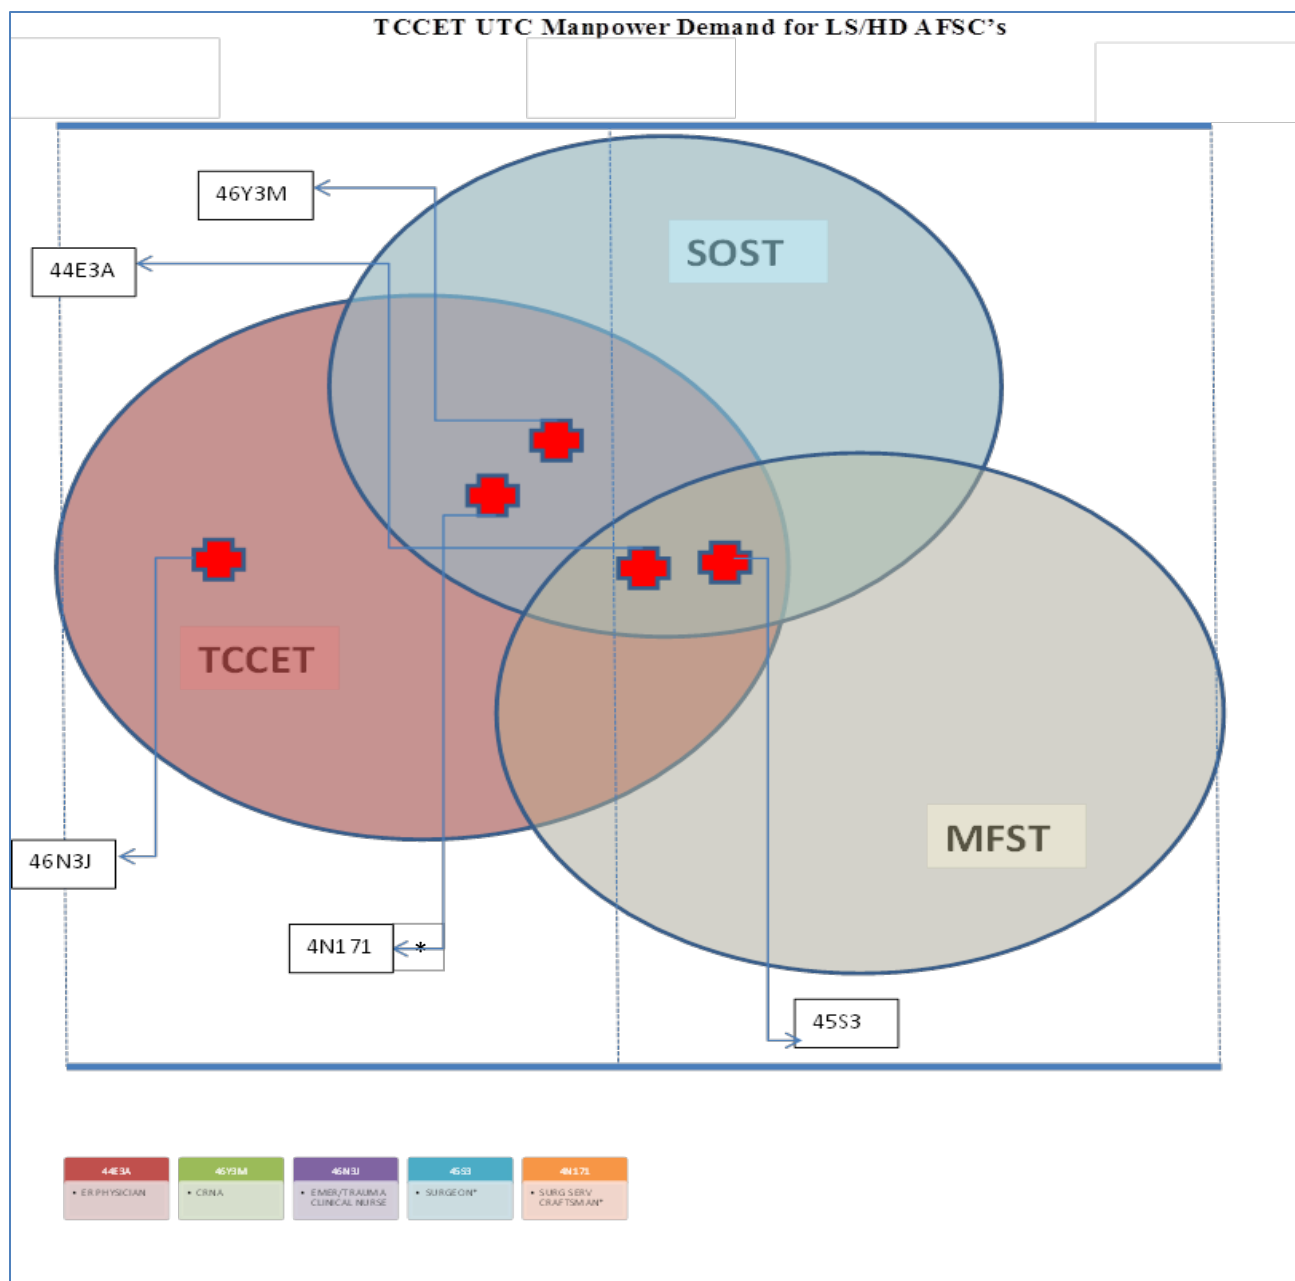 TCCET UTC Manpower Demand for LS/HD AFSC's
46Y3M
SOST
44E3A
TCCET
MFST
46N3J
4N171 *
45S3
44E3A
• ER PHYSICIAN
46Y3M
• CRNA
46N3J
• EMER/TRAUMA
CLINICAL NURSE
45S3
• SURGEON*
4N171
• SURG SERV
CRAFTSMAN*